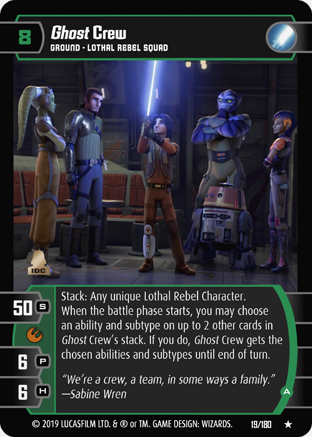 8
Ghost Crew
GROUND - LOTHAL REBEL SQUAD
IDC
50 S
6 P
6 H
Stack: Any unique Lothal Rebel Character.
When the battle phase starts, you may choose
an ability and subtype on up to 2 other cards in
Ghost Crew's stack. If you do, Ghost Crew gets the
chosen abilities and subtypes until end of turn.
“We’re a crew, a team, in some ways a family.”
—Sabine Wren
A
© 2019 LUCASFILM LTD. & ® or TM. GAME DESIGN: WIZARDS.
19/180